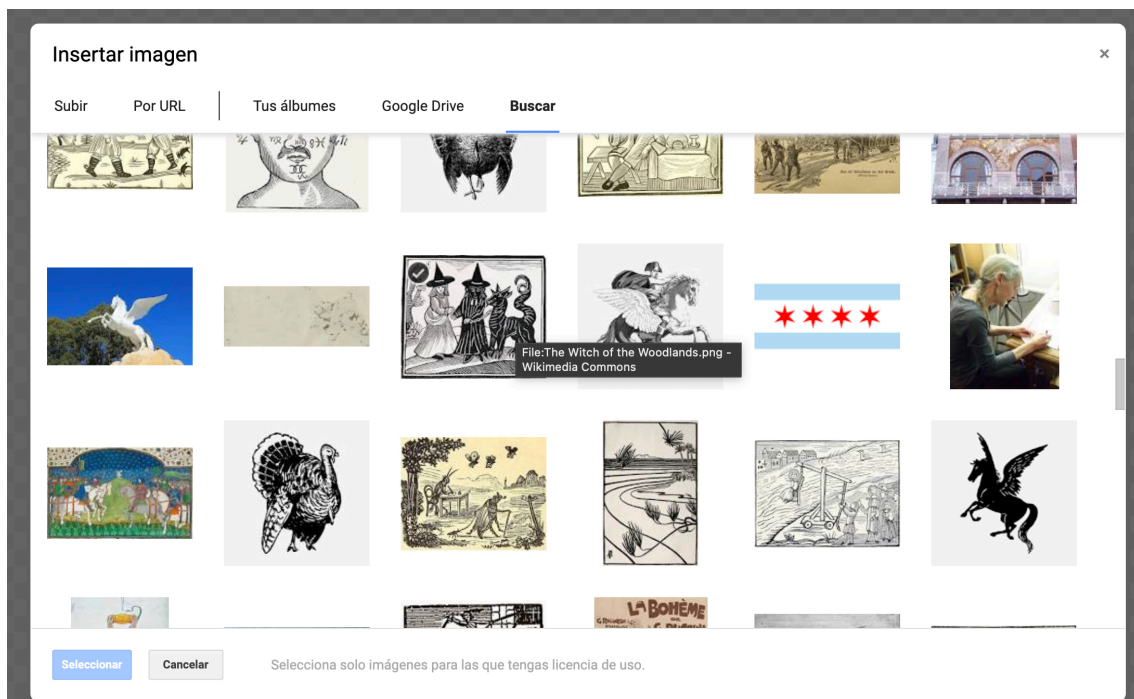 Insertar imagen
×
Subir Por URL Tus álbumes Google Drive Buscar
File:The Witch of the Woodlands.png -
Wikimedia Commons
LA BOHÈME
Seleccionar Cancelar Selecciona solo imágenes para las que tengas licencia de uso.